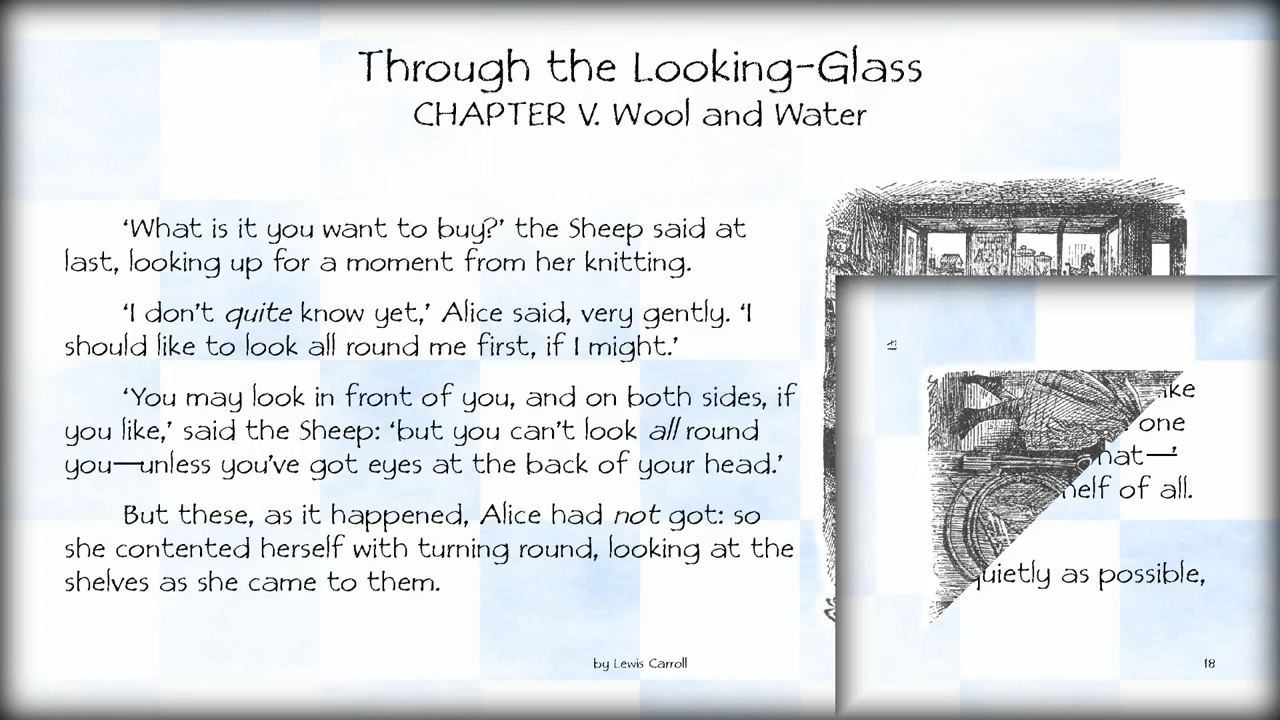 Through the Looking-Glass
CHAPTER V. Wool and Water
‘What is it you want to buy?’ the Sheep said at
last, looking up for a moment from her knitting.
‘I don’t quite know yet,’ Alice said, very gently. ‘I
should like to look all round me first, if I might.’
‘You may look in front of you, and on both sides, if
you like,’ said the Sheep: ‘but you can’t look all round
you—unless you’ve got eyes at the back of your head.’
But these, as it happened, Alice had not got: so
she contented herself with turning round, looking at the
shelves as she came to them.
one
of all.
as possible,
by Lewis Carroll
18